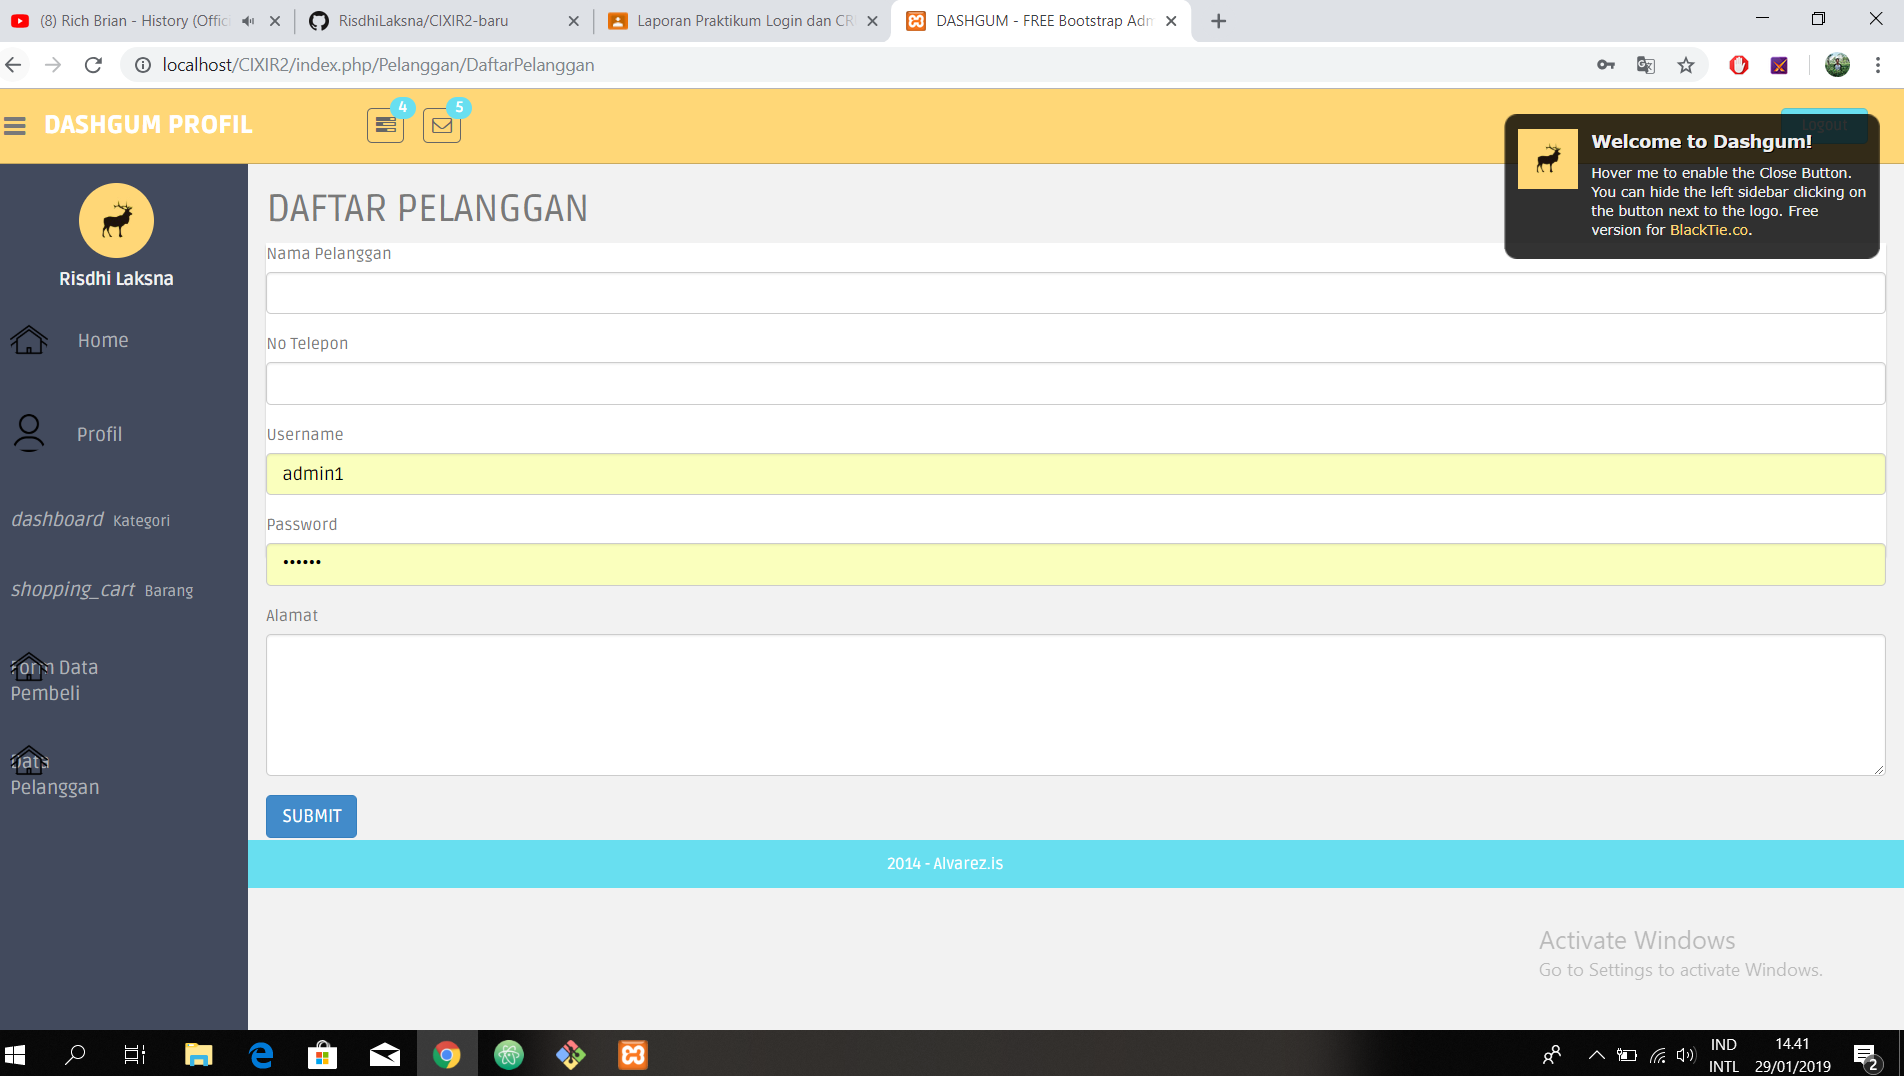 (8) Rich Brian - History (Offici
RisdhiLaksna/CIXIR2-baru
Laporan Praktikum Login dan CR
DASHGUM - FREE Bootstrap Adm
localhost/CIXIR2/index.php/Pelanggan/DaftarPelanggan
DASHGUM PROFIL
4
5
Logout
Welcome to Dashgum!
Hover me to enable the Close Button.
You can hide the left sidebar clicking on
the button next to the logo. Free
version for BlackTie.co.
Risdhi Laksna
Home
Profil
dashboard Kategori
shopping_cart Barang
Form Data
Pembeli
Data
Pelanggan
DAFTAR PELANGGAN
Nama Pelanggan
No Telepon
Username
admin1
Password
••••••
Alamat
SUBMIT
2014 - Alvarez.is
Activate Windows
Go to Settings to activate Windows.
IND
INTL
14.41
29/01/2019
2